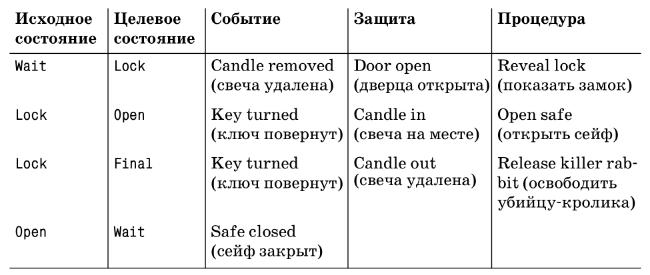 Исходное состояние Целевое состояние Событие Защита Процедура
Wait Lock Candle removed Door open Reveal lock
(свеча удалена) (дверца открыта) (показать замок)
Lock Open Key turned Candle in Open safe
(ключ повернут) (свеча на месте) (открыть сейф)
Lock Final Key turned Candle out Release killer rab-
(ключ повернут) (свеча удалена) bit (освободить
убийцу-кролика)
Open Wait Safe closed
(сейф закрыт)